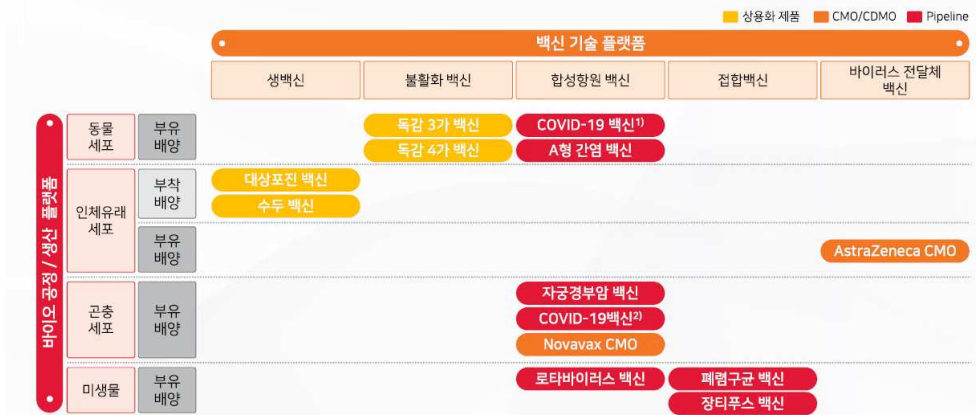 상용화 제품
CMO/CDMO
Pipeline
백신 기술 플랫폼
생백신
불활화 백신
합성항원 백신
접합백신
바이러스 전달체
백신
바이오 공정 / 생산 플랫폼
동물
세포
부유
배양
독감 3가 백신
COVID-19 백신1)
독감 4가 백신
A형 간염 백신
인체유래
세포
부착
배양
대상포진 백신
수두 백신
부유
배양
AstraZeneca CMO
곤충
세포
부유
배양
자궁경부암 백신
COVID-19백신2)
Novavax CMO
미생물
부유
배양
로타바이러스 백신
폐렴구균 백신
장티푸스 백신